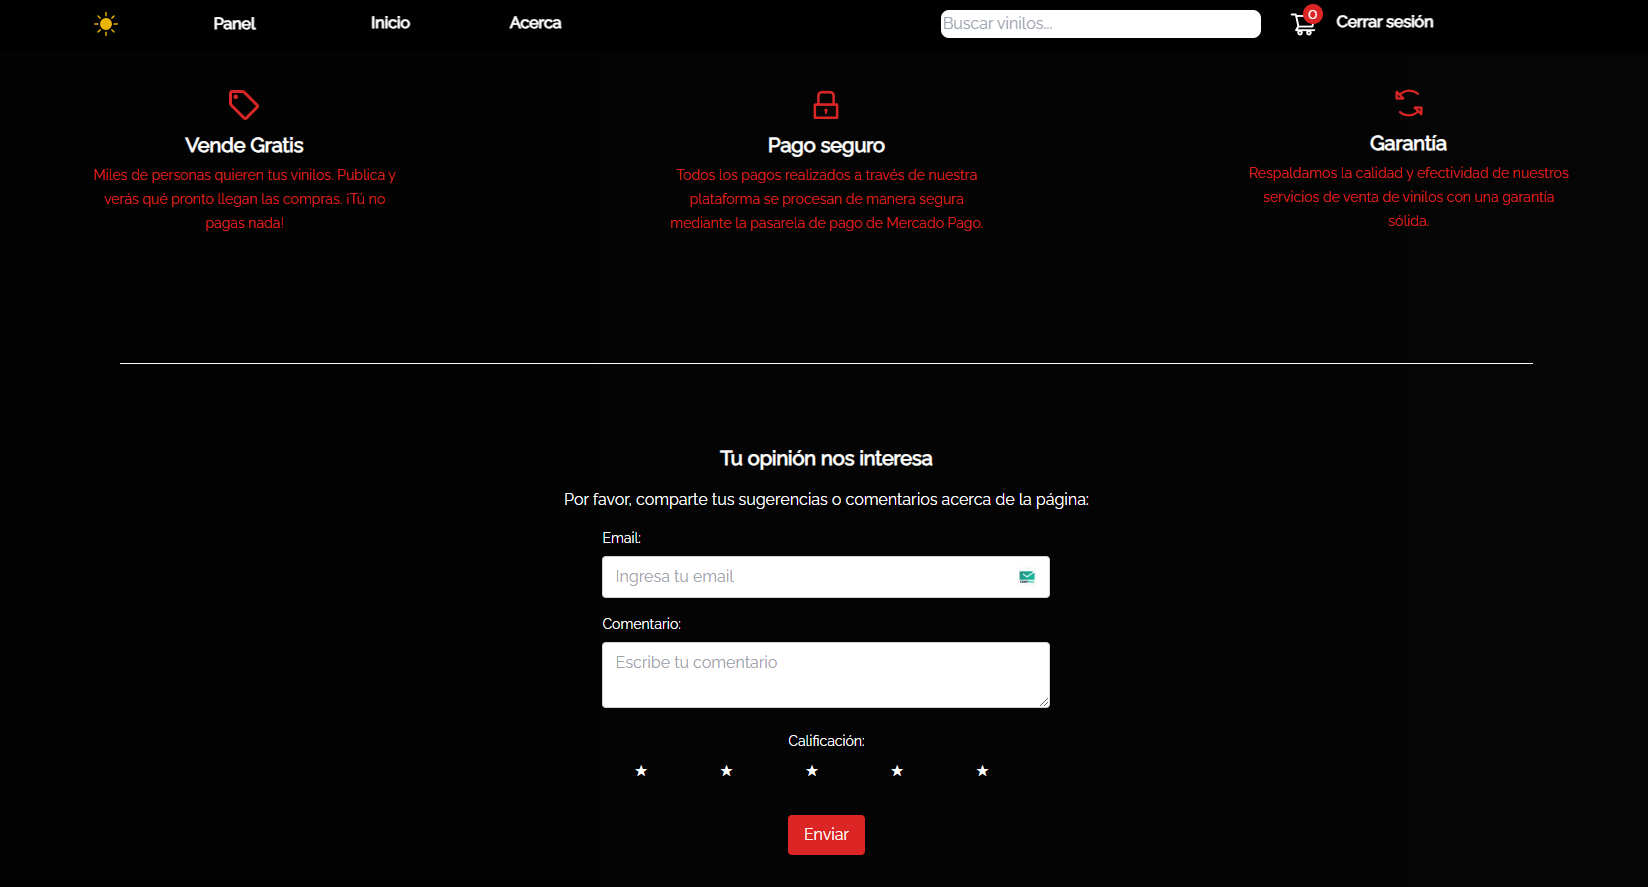 Panel
Inicio
Acerca
Buscar vinilos...
0
Cerrar sesión
Vende Gratis
Miles de personas quieren tus vinilos. Publica y
verás qué pronto llegan las compras. ¡Tú no
pagas nada!
Pago seguro
Todos los pagos realizados a través de nuestra
plataforma se procesan de manera segura
mediante la pasarela de pago de Mercado Pago.
Garantía
Respaldamos la calidad y efectividad de nuestros
servicios de venta de vinilos con una garantía
sólida.
Tu opinión nos interesa
Por favor, comparte tus sugerencias o comentarios acerca de la página:
Email:
Ingresa tu email
Comentario:
Escribe tu comentario
Calificación:
★ ★ ★ ★ ★
Enviar